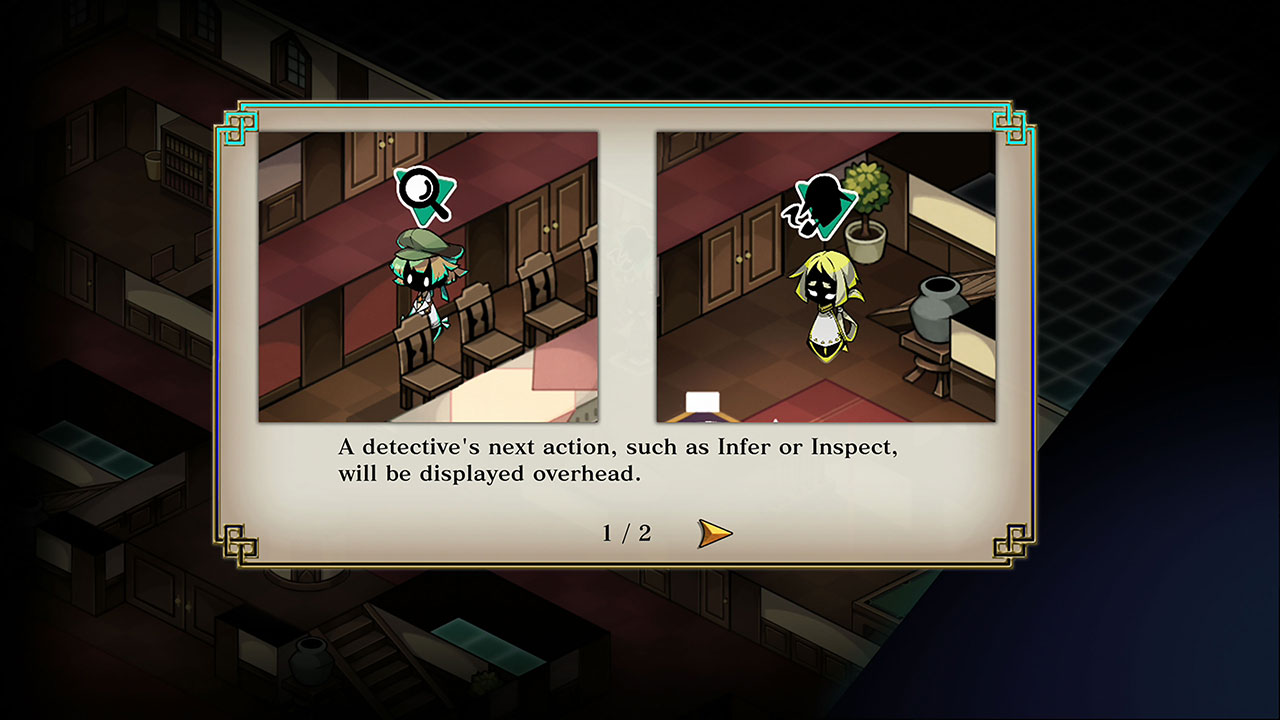 A detective's next action, such as Infer or Inspect,
will be displayed overhead.
1 / 2